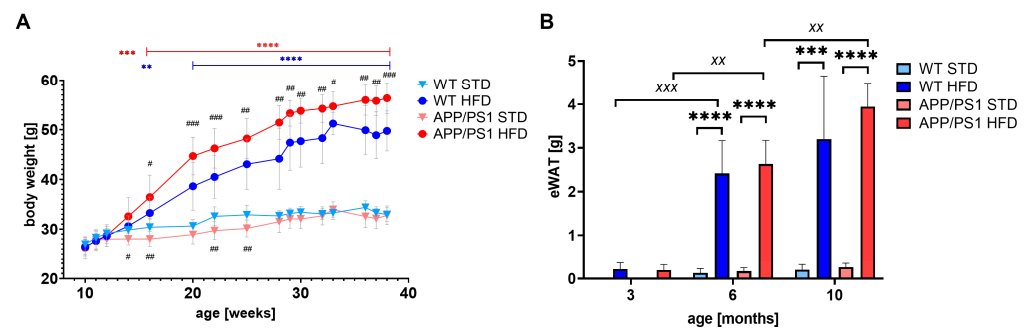 A
*** ****
** ****
body weight [g]
60
50
40
30
20
# ### ### ## ## ## ## ## # ## ## ###
# ## ## ##
10 20 30 40
age [weeks]
WT STD
WT HFD
APP/PS1 STD
APP/PS1 HFD
B
eWAT [g]
5
4
3
2
1
0
xxx xx xx
**** **** *** ****
3 6 10
age [months]
WT STD
WT HFD
APP/PS1 STD
APP/PS1 HFD